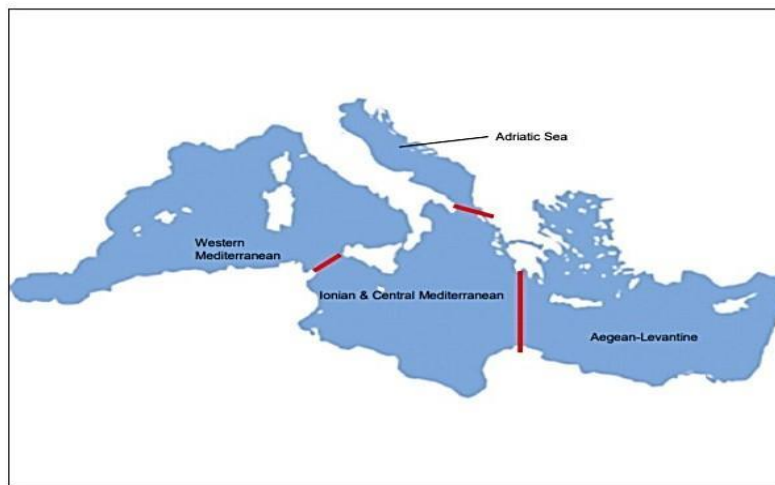 Adriatic Sea
Western
Mediterranean
Ionian & Central Mediterranean
Aegean-Levantine